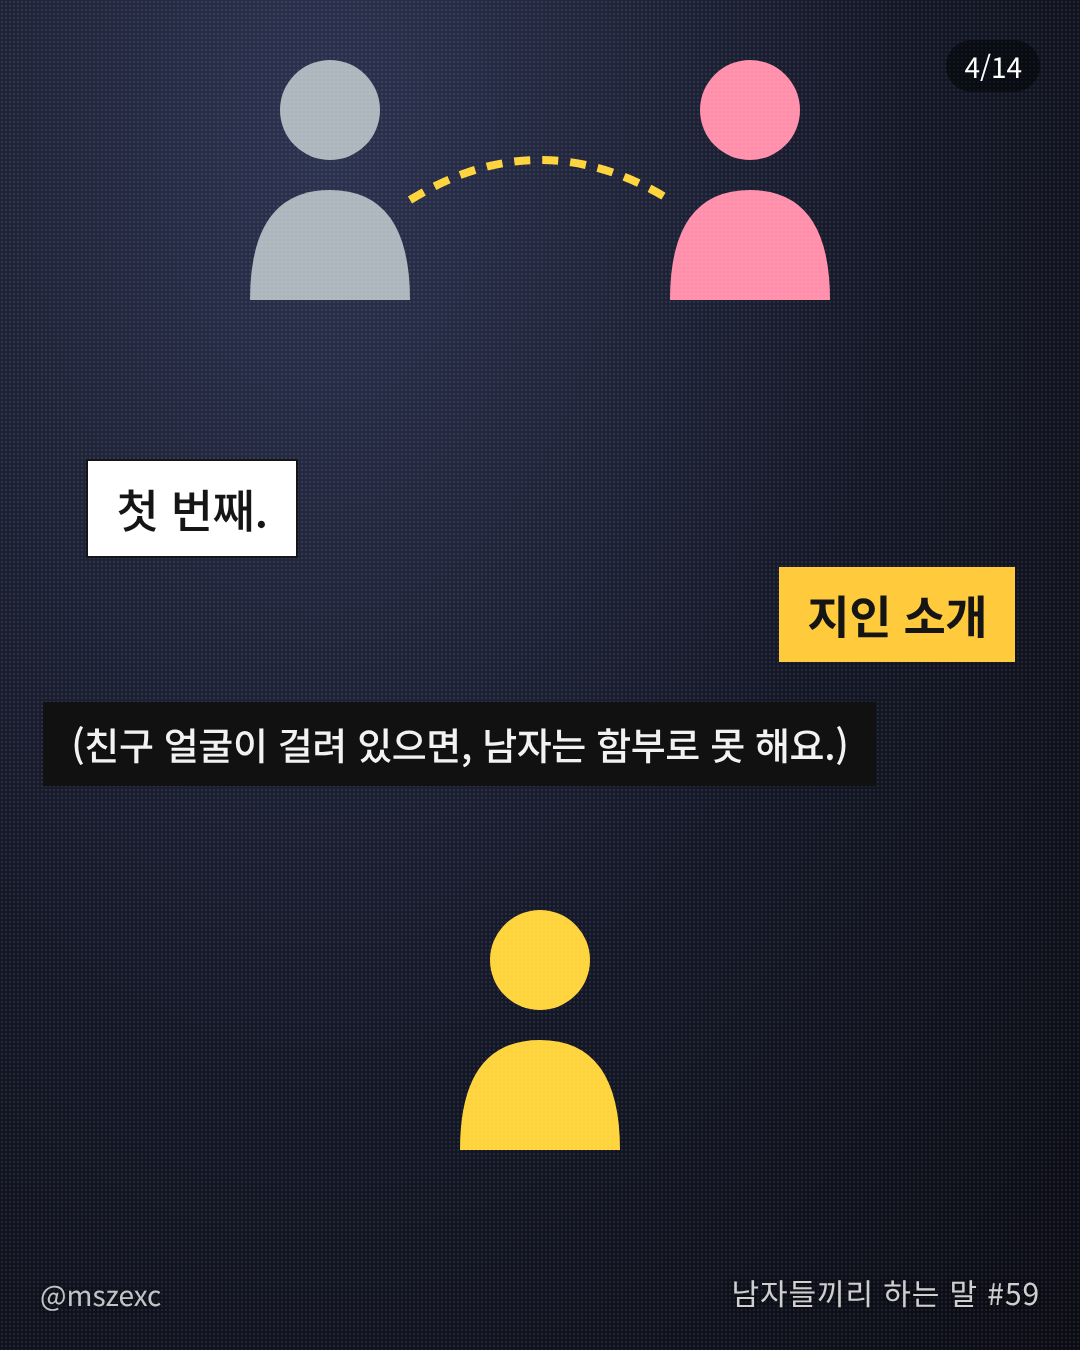 4/14
첫 번째.
지인 소개
(친구 얼굴이 걸려 있으면, 남자는 함부로 못 해요.)
@mszexc
남자들끼리 하는 말 #59